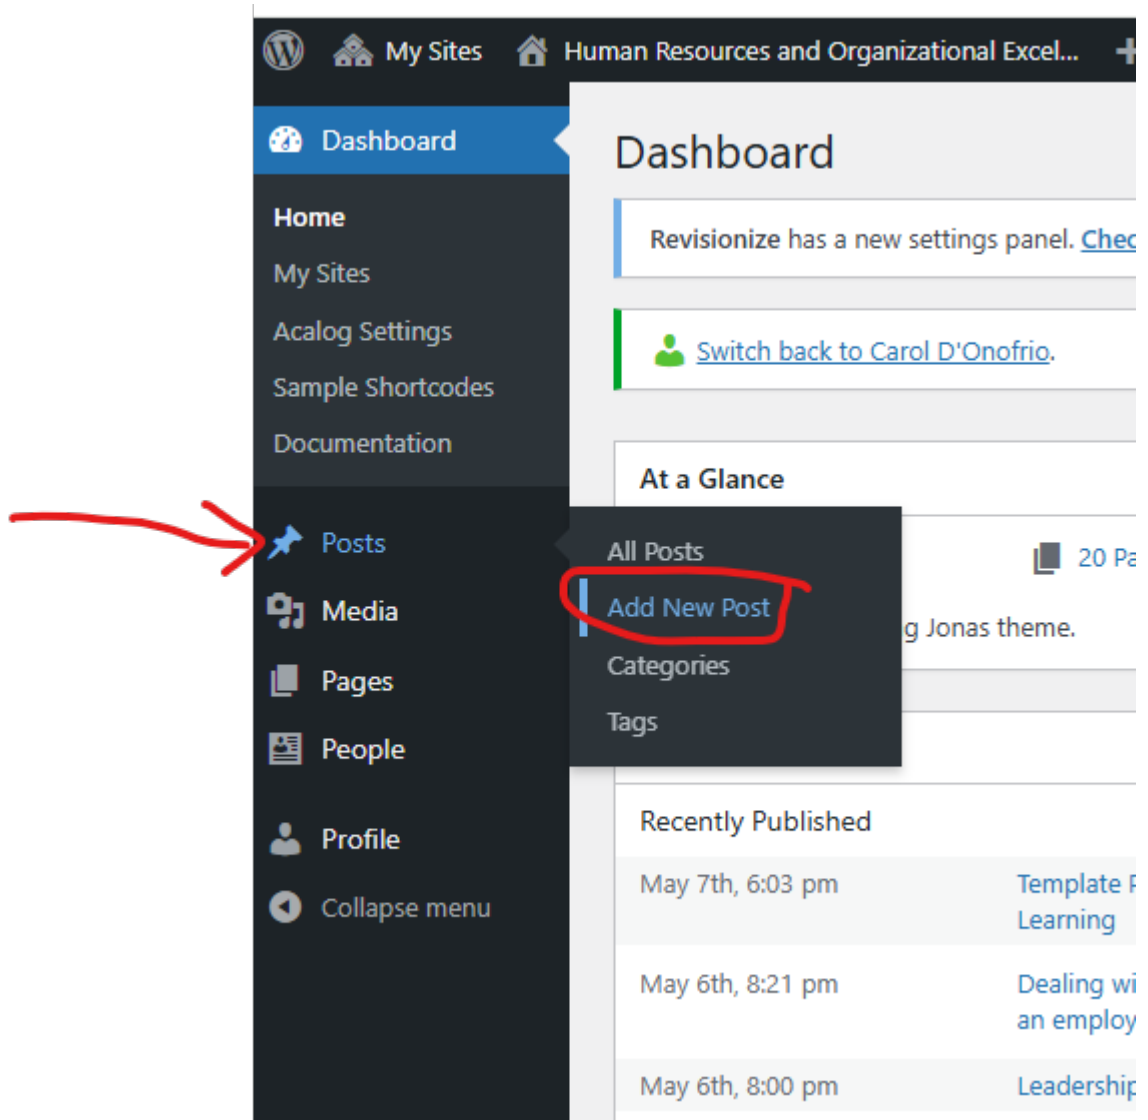 My Sites Human Resources and Organizational Excel...
Dashboard
Home
My Sites
Acalog Settings
Sample Shortcodes
Documentation
Posts
Media
Pages
People
Profile
Collapse menu
All Posts
Add New Post
Categories
Tags
Dashboard
Revisionize has a new settings panel.
Switch back to Carol D'Onofrio.
At a Glance
20
Jonas theme.
Recently Published
May 7th, 6:03 pm Template
Learning
May 6th, 8:21 pm Dealing
an
May 6th, 8:00 pm